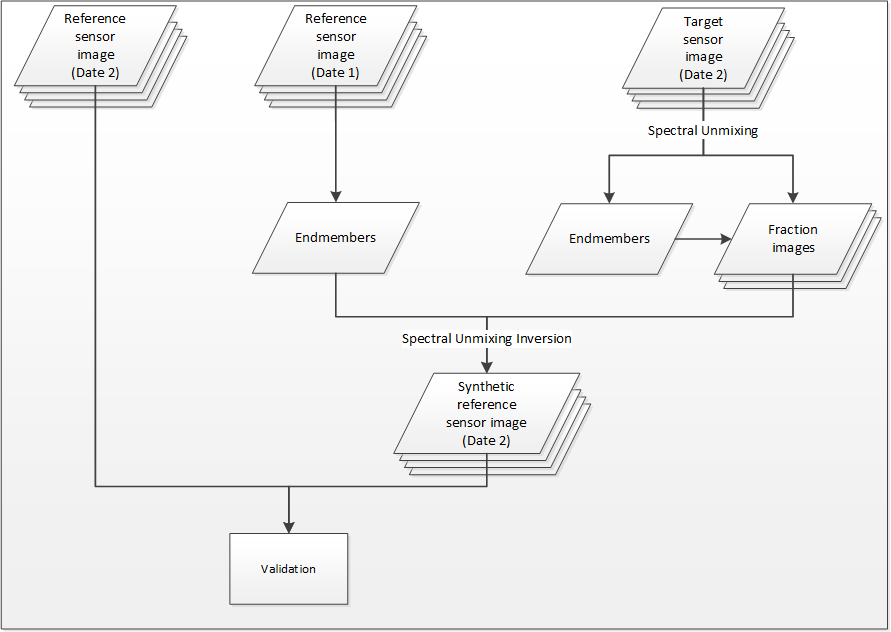 Reference
sensor
image
(Date 2)
Reference
sensor
image
(Date 1)
Target
sensor
image
(Date 2)
Spectral Unmixing
Endmembers
Endmembers
Fraction
images
Spectral Unmixing Inversion
Synthetic
reference
sensor image
(Date 2)
Validation